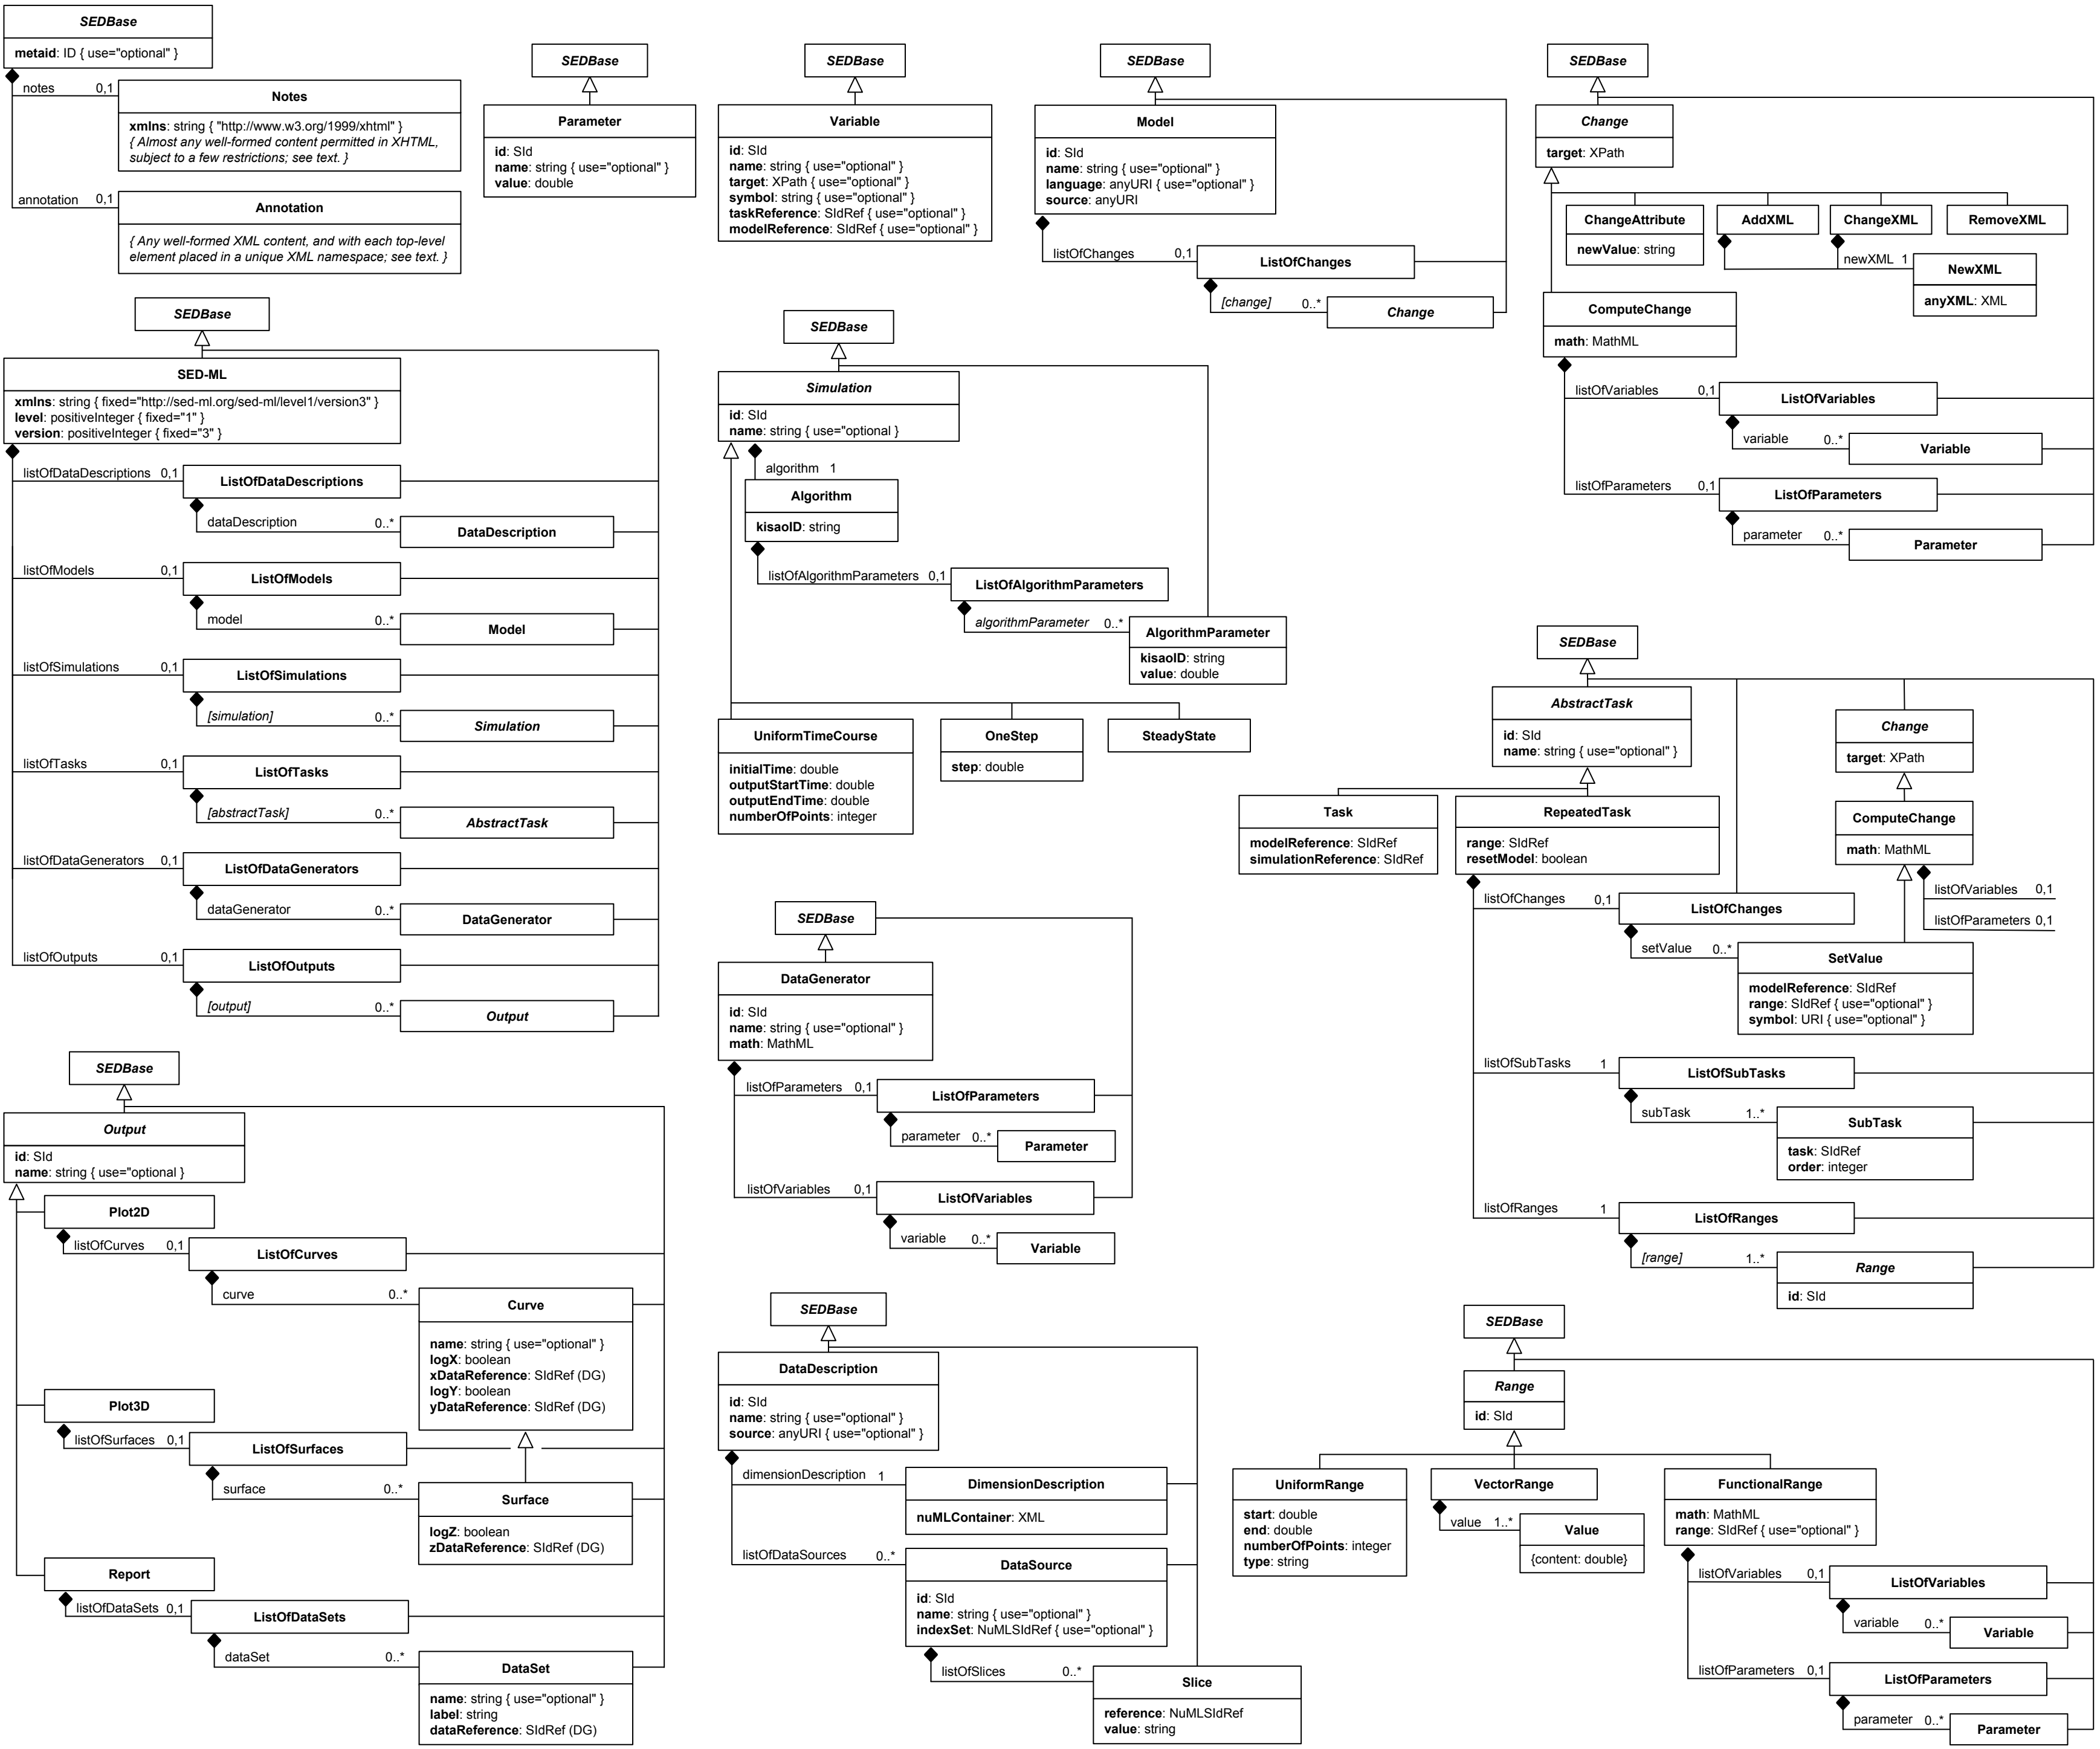 SEDBase
metaid: ID { use="optional" }
notes 0,1
Notes
xmlns: string { "http://www.w3.org/1999/xhtml" }
{ Almost any well-formed content permitted in XHTML,
subject to a few restrictions; see text. }
annotation 0,1
Annotation
{ Any well-formed XML content, and with each top-level
element placed in a unique XML namespace; see text. }
SEDBase
Parameter
id: SId
name: string { use="optional" }
value: double
SEDBase
Variable
id: SId
name: string { use="optional" }
target: XPath { use="optional" }
symbol: string { use="optional" }
taskReference: SIdRef { use="optional" }
modelReference: SIdRef { use="optional" }
SEDBase
Model
id: SId
name: string { use="optional" }
language: anyURI { use="optional" }
source: anyURI
listOfChanges 0,1
ListOfChanges
[change] 0..*
Change
SEDBase
Change
target: XPath
ChangeAttribute
newValue: string
AddXML
ChangeXML
RemoveXML
newXML 1
NewXML
anyXML: XML
ComputeChange
math: MathML
listOfVariables 0,1
ListOfVariables
variable 0..*
Variable
listOfParameters 0,1
ListOfParameters
parameter 0..*
Parameter
SEDBase
SED-ML
xmlns: string { fixed="http://sed-ml.org/sed-ml/level1/version3" }
level: positiveInteger { fixed="1" }
version: positiveInteger { fixed="3" }
listOfDataDescriptions 0,1
ListOfDataDescriptions
dataDescription 0..*
DataDescription
listOfModels 0,1
ListOfModels
model 0..*
Model
listOfSimulations 0,1
ListOfSimulations
[simulation] 0..*
Simulation
listOfTasks 0,1
ListOfTasks
[abstractTask] 0..*
AbstractTask
listOfDataGenerators 0,1
ListOfDataGenerators
dataGenerator 0..*
DataGenerator
listOfOutputs 0,1
ListOfOutputs
[output] 0..*
Output
SEDBase
Simulation
id: SId
name: string { use="optional }
algorithm 1
Algorithm
kisaoID: string
listOfAlgorithmParameters 0,1
ListOfAlgorithmParameters
algorithmParameter 0..*
AlgorithmParameter
kisaoID: string
value: double
UniformTimeCourse
initialTime: double
outputStartTime: double
outputEndTime: double
numberOfPoints: integer
OneStep
step: double
SteadyState
SEDBase
AbstractTask
id: SId
name: string { use="optional" }
Task
modelReference: SIdRef
simulationReference: SIdRef
RepeatedTask
range: SIdRef
resetModel: boolean
Change
target: XPath
ComputeChange
math: MathML
listOfVariables 0,1
listOfParameters 0,1
listOfChanges 0,1
ListOfChanges
setValue 0..*
SetValue
modelReference: SIdRef
range: SIdRef { use="optional" }
symbol: URI { use="optional" }
listOfSubTasks 1
ListOfSubTasks
subTask 1..*
SubTask
task: SIdRef
order: integer
listOfRanges 1
ListOfRanges
[range] 1..*
Range
id: SId
SEDBase
DataGenerator
id: SId
name: string { use="optional" }
math: MathML
listOfParameters 0,1
ListOfParameters
parameter 0..*
Parameter
listOfVariables 0,1
ListOfVariables
variable 0..*
Variable
SEDBase
Output
id: SId
name: string { use="optional }
Plot2D
listOfCurves 0,1
ListOfCurves
curve 0..*
Curve
name: string { use="optional" }
logX: boolean
xDataReference: SIdRef (DG)
logY: boolean
yDataReference: SIdRef (DG)
Plot3D
listOfSurfaces 0,1
ListOfSurfaces
surface 0..*
Surface
logZ: boolean
zDataReference: SIdRef (DG)
Report
listOfDataSets 0,1
ListOfDataSets
dataSet 0..*
DataSet
name: string { use="optional" }
label: string
dataReference: SIdRef (DG)
SEDBase
DataDescription
id: SId
name: string { use="optional" }
source: anyURI { use="optional" }
dimensionDescription 1
DimensionDescription
nuMLContainer: XML
listOfDataSources 0..*
DataSource
id: SId
name: string { use="optional" }
indexSet: NuMLSIdRef { use="optional" }
listOfSlices 0..*
Slice
reference: NuMLSIdRef
value: string
SEDBase
Range
id: SId
UniformRange
start: double
end: double
numberOfPoints: integer
type: string
VectorRange
value 1..*
Value
{content: double}
FunctionalRange
math: MathML
range: SIdRef { use="optional" }
listOfVariables 0,1
ListOfVariables
variable 0..*
Variable
listOfParameters 0,1
ListOfParameters
parameter 0..*
Parameter